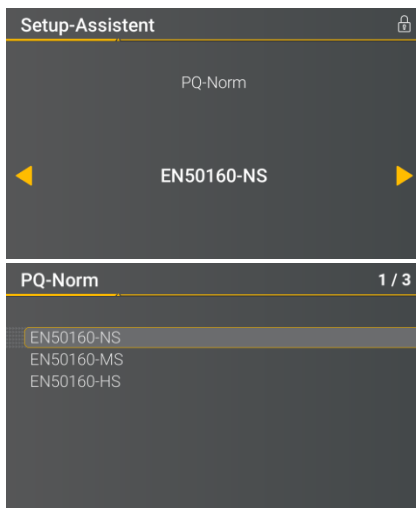 Setup-Assistent
PQ-Norm
EN50160-NS
PQ-Norm 1 / 3
EN50160-NS
EN50160-MS
EN50160-HS